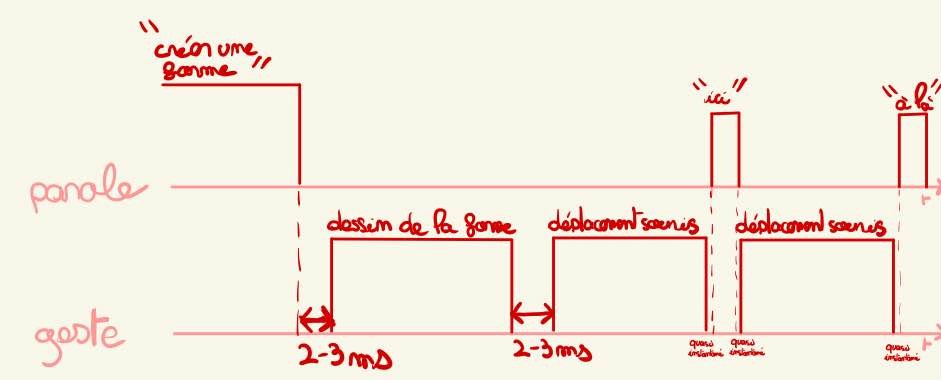 "créer une
forme"
"ici"
"à là"
parole
t
dessin de la forme
déplacement souris
déplacement souris
geste
t
2-3ms
2-3ms
quasi
instantané
quasi
instantané
quasi
instantané